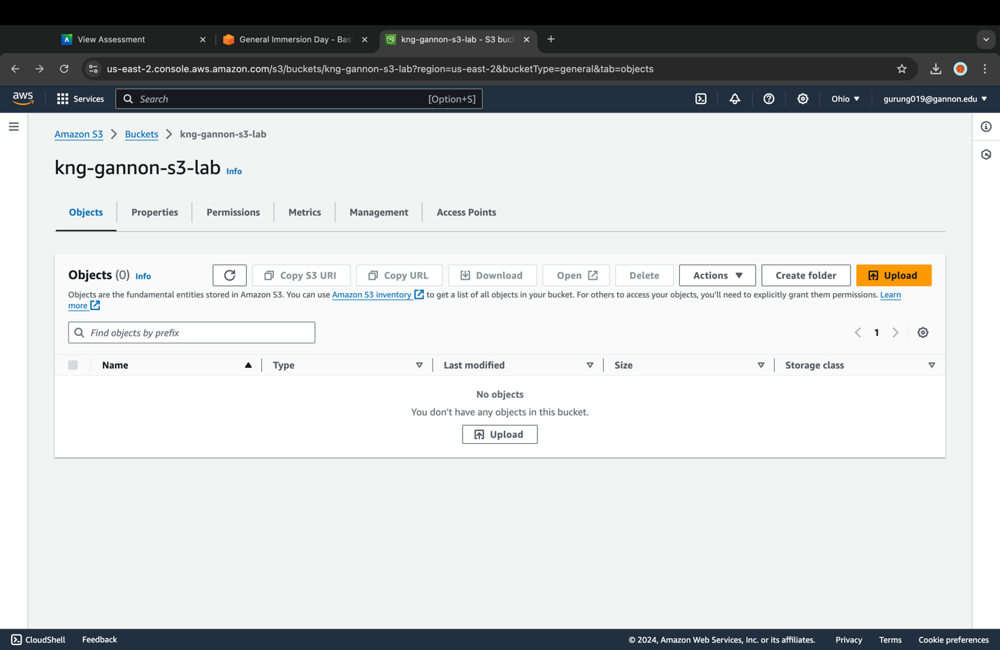 View Assessment
General Immersion Day - Bas
kng-gannon-s3-lab - S3 buck
us-east-2.console.aws.amazon.com/s3/buckets/kng-gannon-s3-lab?region=us-east-2&bucketType=general&tab=objects
aws
Services
Search
[Option+S]
Ohio
gurung019@gannon.edu
Amazon S3 > Buckets > kng-gannon-s3-lab
kng-gannon-s3-lab Info
Objects
Properties
Permissions
Metrics
Management
Access Points
Objects (0) Info
Copy S3 URI
Copy URL
Download
Open
Delete
Actions
Create folder
Upload
Objects are the fundamental entities stored in Amazon S3. You can use Amazon S3 inventory to get a list of all objects in your bucket. For others to access your objects, you’ll need to explicitly grant them permissions. Learn
more
Find objects by prefix
1
Name
Type
Last modified
Size
Storage class
No objects
You don't have any objects in this bucket.
Upload
CloudShell
Feedback
© 2024, Amazon Web Services, Inc. or its affiliates.
Privacy
Terms
Cookie preferences